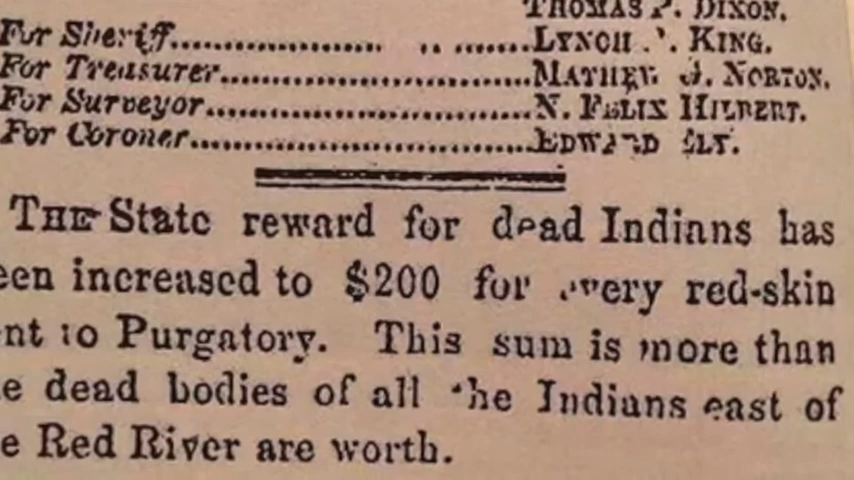 THOMAS P. DIXON.
For Sheriff....................LYNCH . KING.
For Treasurer..............................MATHEW J. NORTON.
For Surveyor...............................N. FELIX HILBERT.
For Coroner................................EDWARD
THE State reward for dead Indians has
een increased to $200 for every red-skin
ent to Purgatory. This sum is more than
e dead bodies of all the Indians east of
e Red River are worth.